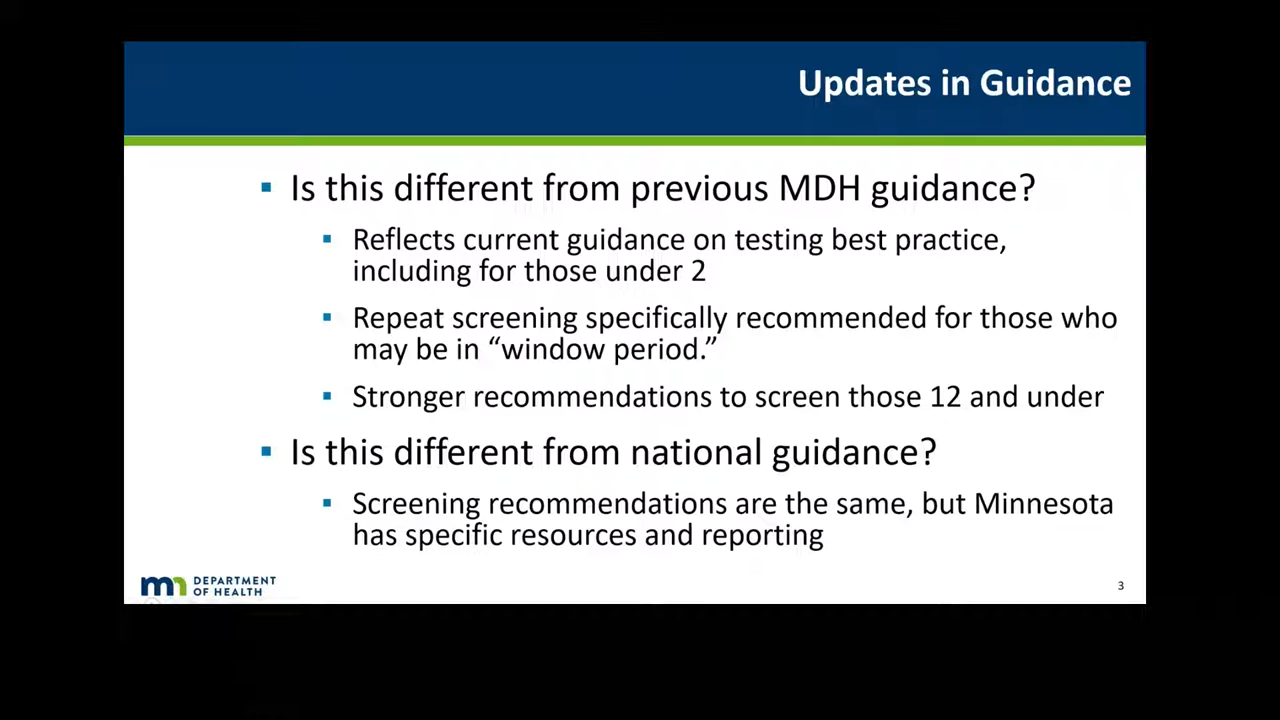 Updates in Guidance
▪ Is this different from previous MDH guidance?
▪ Reflects current guidance on testing best practice,
including for those under 2
▪ Repeat screening specifically recommended for those who
may be in “window period.”
▪ Stronger recommendations to screen those 12 and under
▪ Is this different from national guidance?
▪ Screening recommendations are the same, but Minnesota
has specific resources and reporting
mn DEPARTMENT
OF HEALTH
3